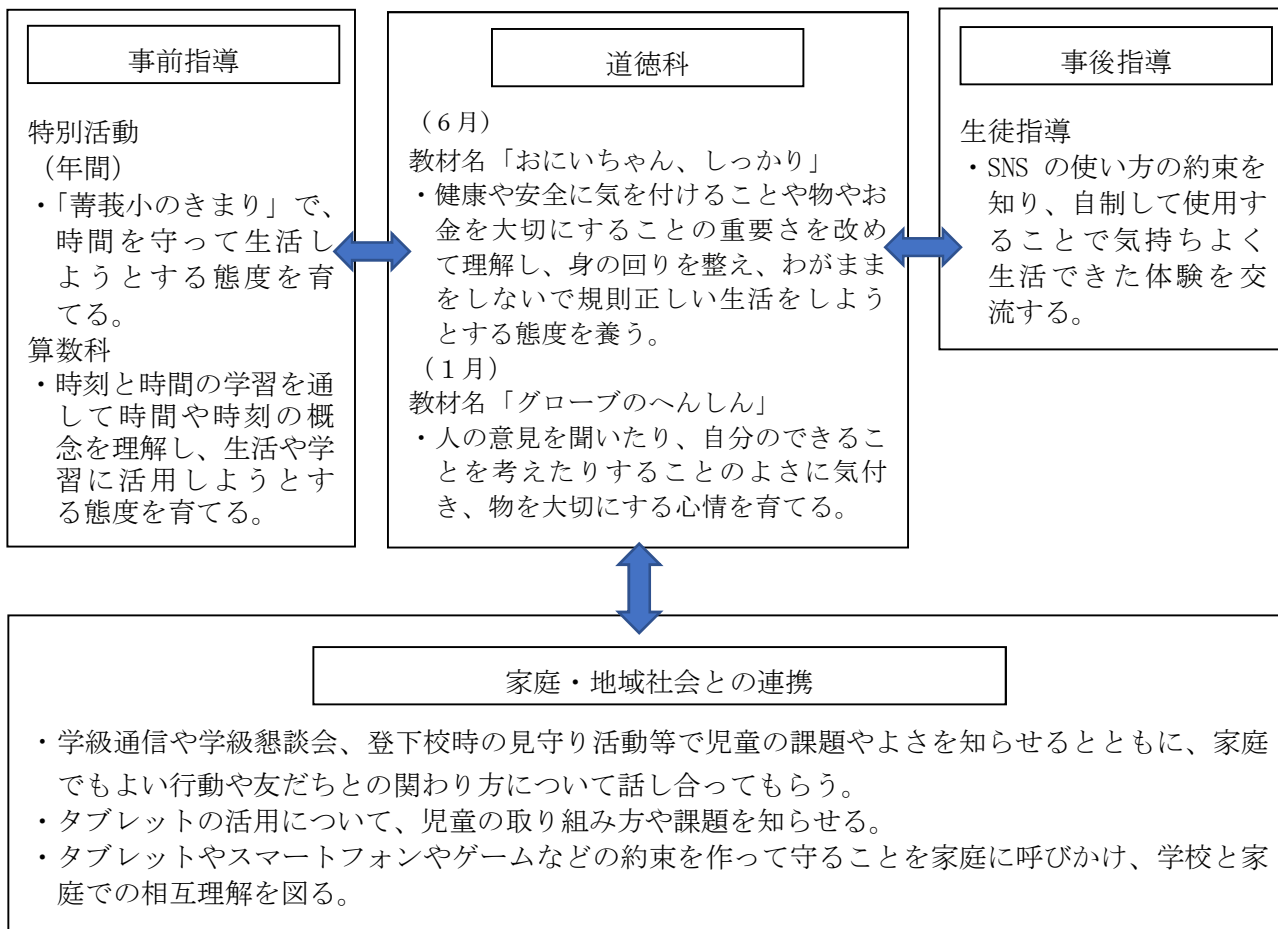 事前指導
特別活動
（年間）
・「菁莪小のきまり」で、
時間を守って生活し
ようとする態度を育
てる。
算数科
・時刻と時間の学習を通
して時間や時刻の概
念を理解し、生活や学
習に活用しようとす
る態度を育てる。
道徳科
（６月）
教材名「おにいちゃん、しっかり」
・健康や安全に気を付けることや物やお
金を大切にすることの重要さを改め
て理解し、身の回りを整え、わがまま
をしないで規則正しい生活をしよう
とする態度を養う。
（１月）
教材名「グローブのへんしん」
・人の意見を聞いたり、自分のできるこ
とを考えたりすることのよさに気付
き、物を大切にする心情を育てる。
事後指導
生徒指導
・SNS の使い方の約束を
知り、自制して使用す
ることで気持ちよく
生活できた体験を交
流する。
家庭・地域社会との連携
・学級通信や学級懇談会、登下校時の見守り活動等で児童の課題やよさを知らせるとともに、家庭
でもよい行動や友だちとの関わり方について話し合ってもらう。
・タブレットの活用について、児童の取り組み方や課題を知らせる。
・タブレットやスマートフォンやゲームなどの約束を作って守ることを家庭に呼びかけ、学校と家
庭での相互理解を図る。